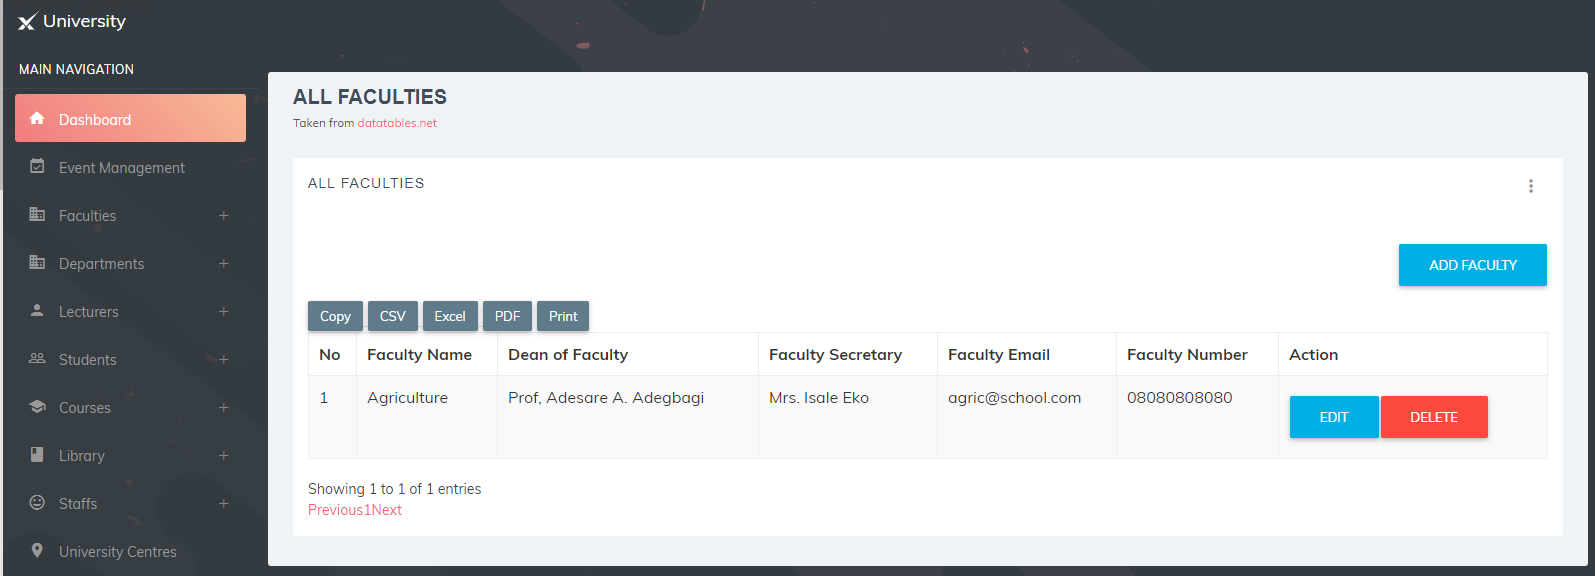 University
MAIN NAVIGATION
Dashboard
Event Management
Faculties +
Departments +
Lecturers +
Students +
Courses +
Library +
Staffs +
University Centres
ALL FACULTIES
Taken from datatables.net
ALL FACULTIES
ADD FACULTY
Copy CSV Excel PDF Print
No Faculty Name Dean of Faculty Faculty Secretary Faculty Email Faculty Number Action
1 Agriculture Prof, Adesare A. Adegbagi Mrs. Isale Eko agric@school.com 08080808080 EDIT DELETE
Showing 1 to 1 of 1 entries
Previous1Next